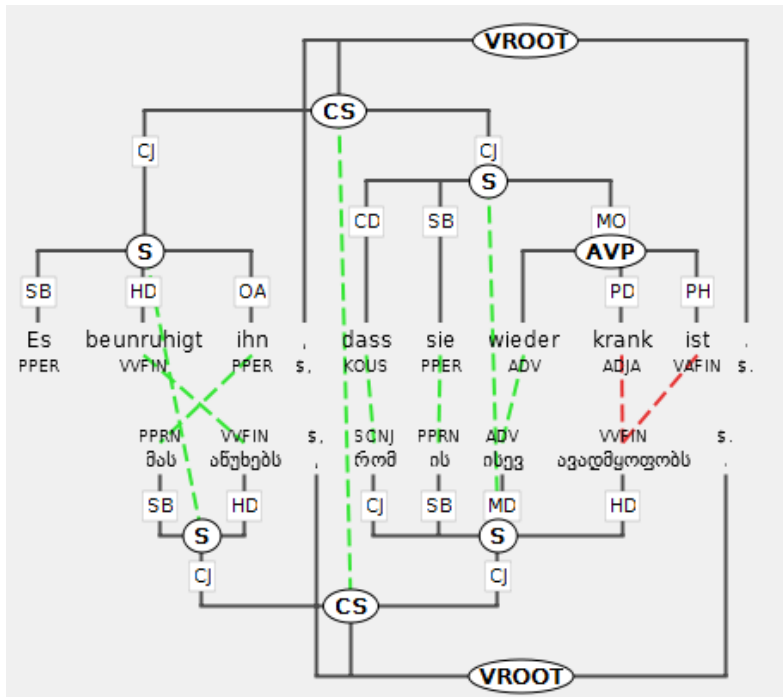 VROOT
CS
CJ CJ
S
CD SB MO
S AVP
SB HD OA PD PH
Es beunruhigt ihn , dass sie wieder krank ist .
PPER VVFIN PPER $, KOUS PPER ADV ADJA VAFIN $.
PPRN VVFIN $, SCNJ PPRN ADV VVFIN $.
მას აწუხებს , რომ ის ისევ ავადმყოფობს .
SB HD CJ SB MD HD
S S
CJ CJ
CS
VROOT